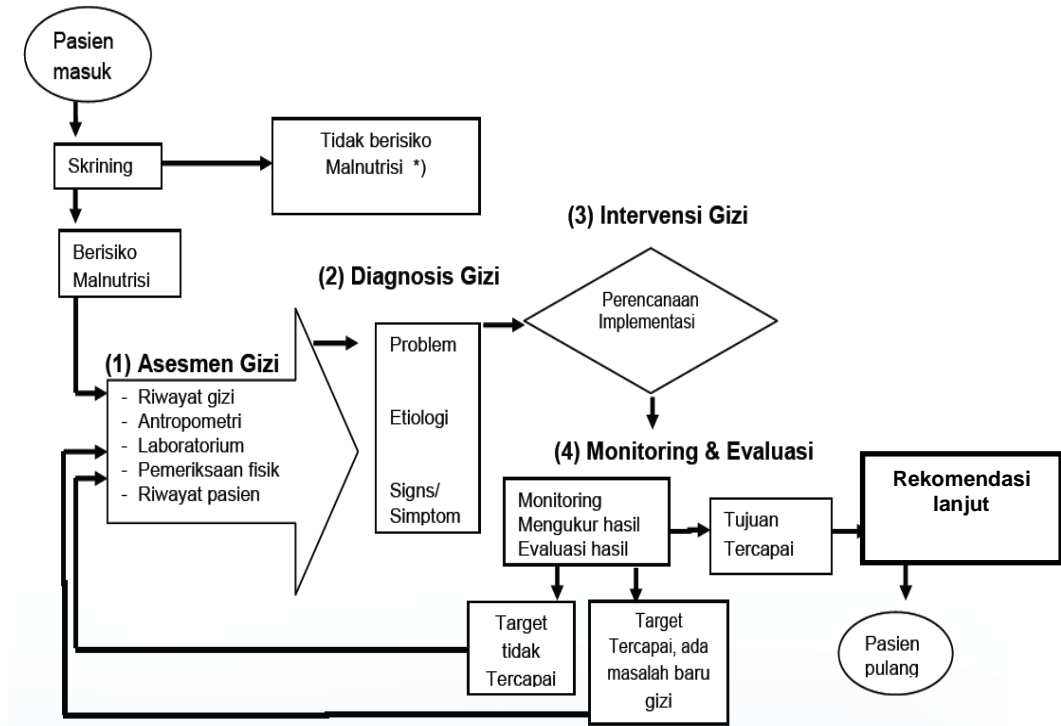 Pasien
masuk
Skrining
Tidak berisiko
Malnutrisi *)
Berisiko
Malnutrisi
(1) Asesmen Gizi
- Riwayat gizi
- Antropometri
- Laboratorium
- Pemeriksaan fisik
- Riwayat pasien
(2) Diagnosis Gizi
Problem
Etiologi
Signs/
Simptom
(3) Intervensi Gizi
Perencanaan
Implementasi
(4) Monitoring & Evaluasi
Monitoring
Mengukur hasil
Evaluasi hasil
Tujuan
Tercapai
Rekomendasi
lanjut
Target
tidak
Tercapai
Target
Tercapai, ada
masalah baru
gizi
Pasien
pulang